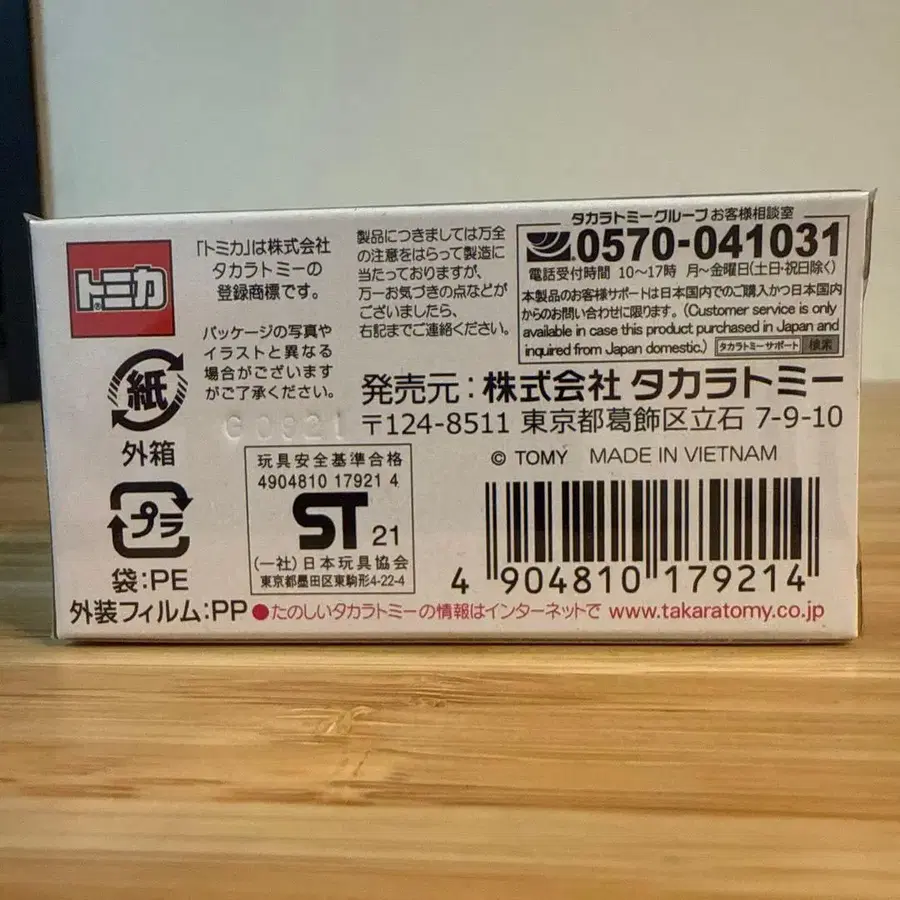 トミカ
®
「トミカ」は株式会社
タカラトミーの
登録商標です。
パッケージの写真や
イラストと異なる
場合がございます
がご了承ください。
製品につきましては万全
の注意をはらって製造に
当たっておりますが、
万一お気づきの点などが
ございましたら、
右記までご連絡ください。
タカラトミーグループ お客様相談室
0570-041031
電話受付時間 10〜17時 月〜金曜日(土日・祝日除く)
本製品のお客様サポートは日本国内でのご購入かつ日本国内
からのお問い合わせに限ります。(Customer service is only
available in case this product purchased in Japan and
inquired from Japan domestic.) タカラトミーサポート 検索
発売元：株式会社 タカラトミー
〒124-8511 東京都葛飾区立石 7-9-10
© TOMY MADE IN VIETNAM
紙
外箱
プラ
袋:PE
外装フィルム:PP
G0921
玩具安全基準合格
4904810 17921 4
ST 21
(一社)日本玩具協会
東京都墨田区東駒形4-22-4
4 904810 179214
●たのしいタカラトミーの情報はインターネットで www.takaratomy.co.jp